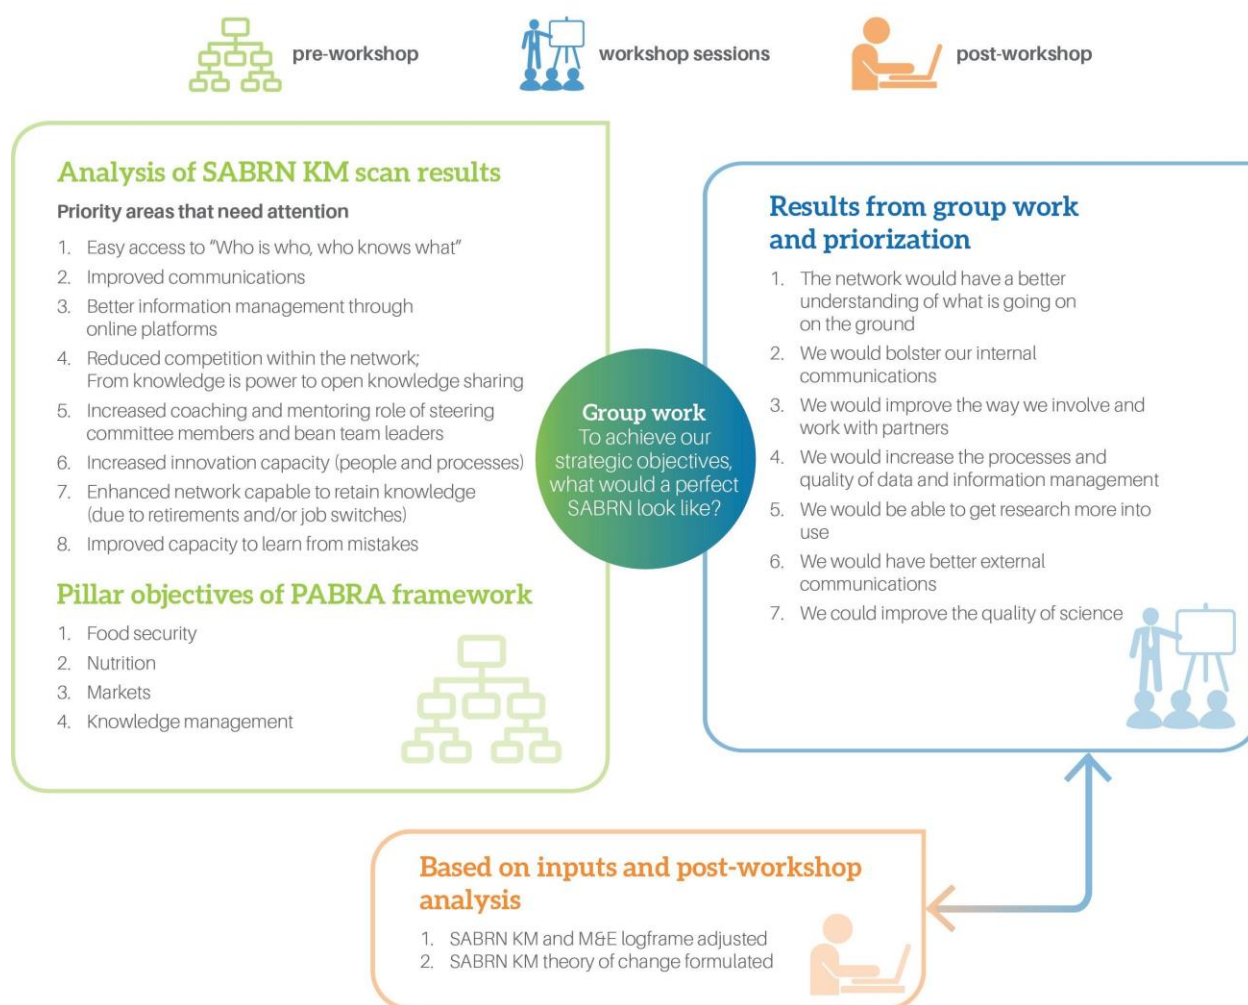 pre-workshop
workshop sessions
post-workshop
Analysis of SABRN KM scan results
Priority areas that need attention
1. Easy access to "Who is who, who knows what"
2. Improved communications
3. Better information management through
online platforms
4. Reduced competition within the network;
From knowledge is power to open knowledge sharing
5. Increased coaching and mentoring role of steering
committee members and bean team leaders
6. Increased innovation capacity (people and processes)
7. Enhanced network capable to retain knowledge
(due to retirements and/or job switches)
8. Improved capacity to learn from mistakes
Pillar objectives of PABRA framework
1. Food security
2. Nutrition
3. Markets
4. Knowledge management
Group work
To achieve our
strategic objectives,
what would a perfect
SABRN look like?
Results from group work
and priorization
1. The network would have a better
understanding of what is going on
on the ground
2. We would bolster our internal
communications
3. We would improve the way we involve and
work with partners
4. We would increase the processes and
quality of data and information management
5. We would be able to get research more into
use
6. We would have better external
communications
7. We could improve the quality of science
Based on inputs and post-workshop
analysis
1. SABRN KM and M&E logframe adjusted
2. SABRN KM theory of change formulated